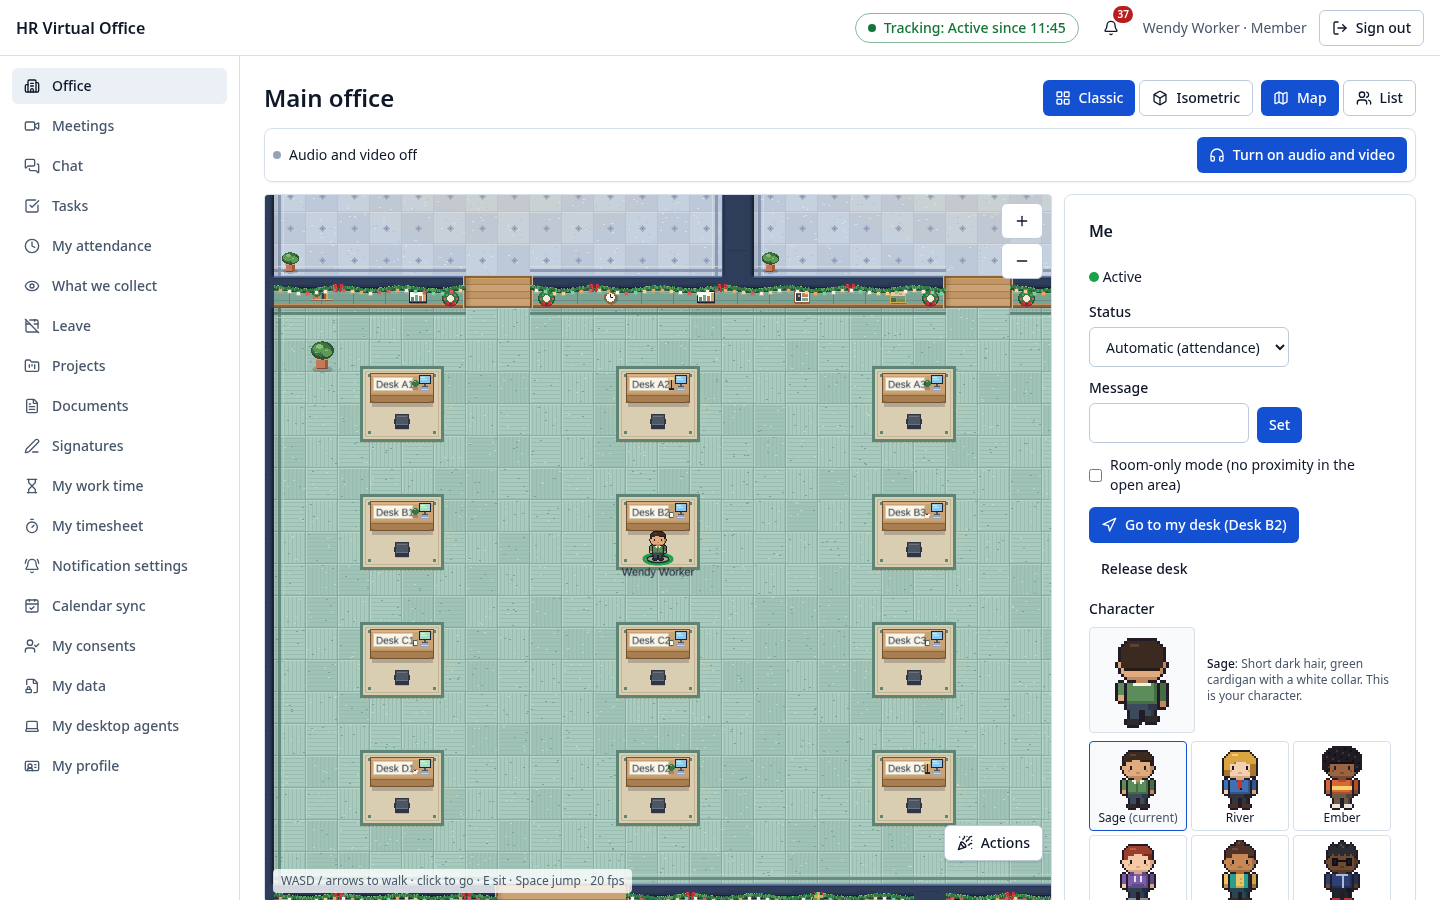 HR Virtual Office
Tracking: Active since 11:45
37
Wendy Worker · Member
Sign out
Office
Meetings
Chat
Tasks
My attendance
What we collect
Leave
Projects
Documents
Signatures
My work time
My timesheet
Notification settings
Calendar sync
My consents
My data
My desktop agents
My profile
Main office
Classic
Isometric
Map
List
Audio and video off
Turn on audio and video
+
−
Desk A1
Desk A2
Desk A3
Desk B1
Desk B2
Desk B3
Wendy Worker
Desk C1
Desk C2
Desk C3
Desk D1
Desk D2
Desk D3
Actions
WASD / arrows to walk · click to go · E sit · Space jump · 20 fps
Me
Active
Status
Automatic (attendance)
Message
Set
Room-only mode (no proximity in the
open area)
Go to my desk (Desk B2)
Release desk
Character
Sage: Short dark hair, green
cardigan with a white collar. This
is your character.
Sage (current)
River
Ember